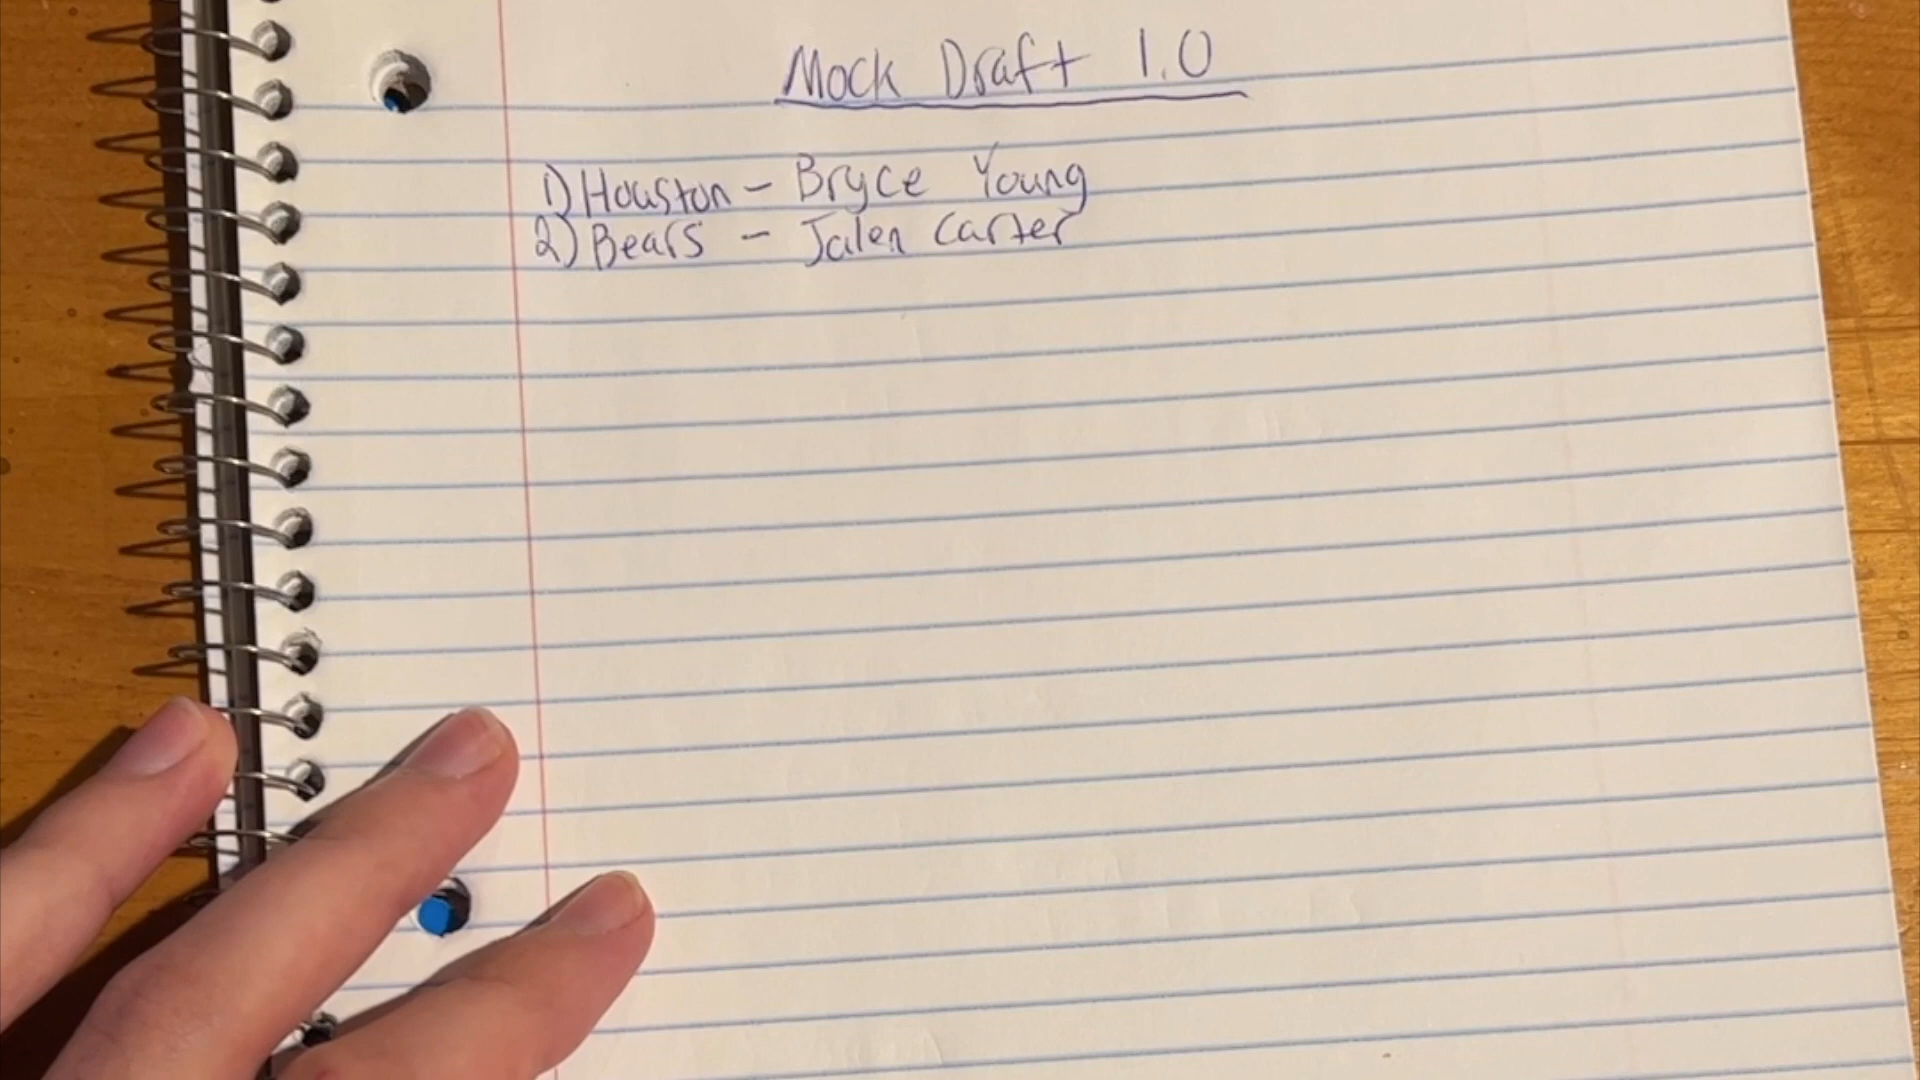 Mock Draft 1.0
1) Houston - Bryce Young
2) Bears - Jalen Carter